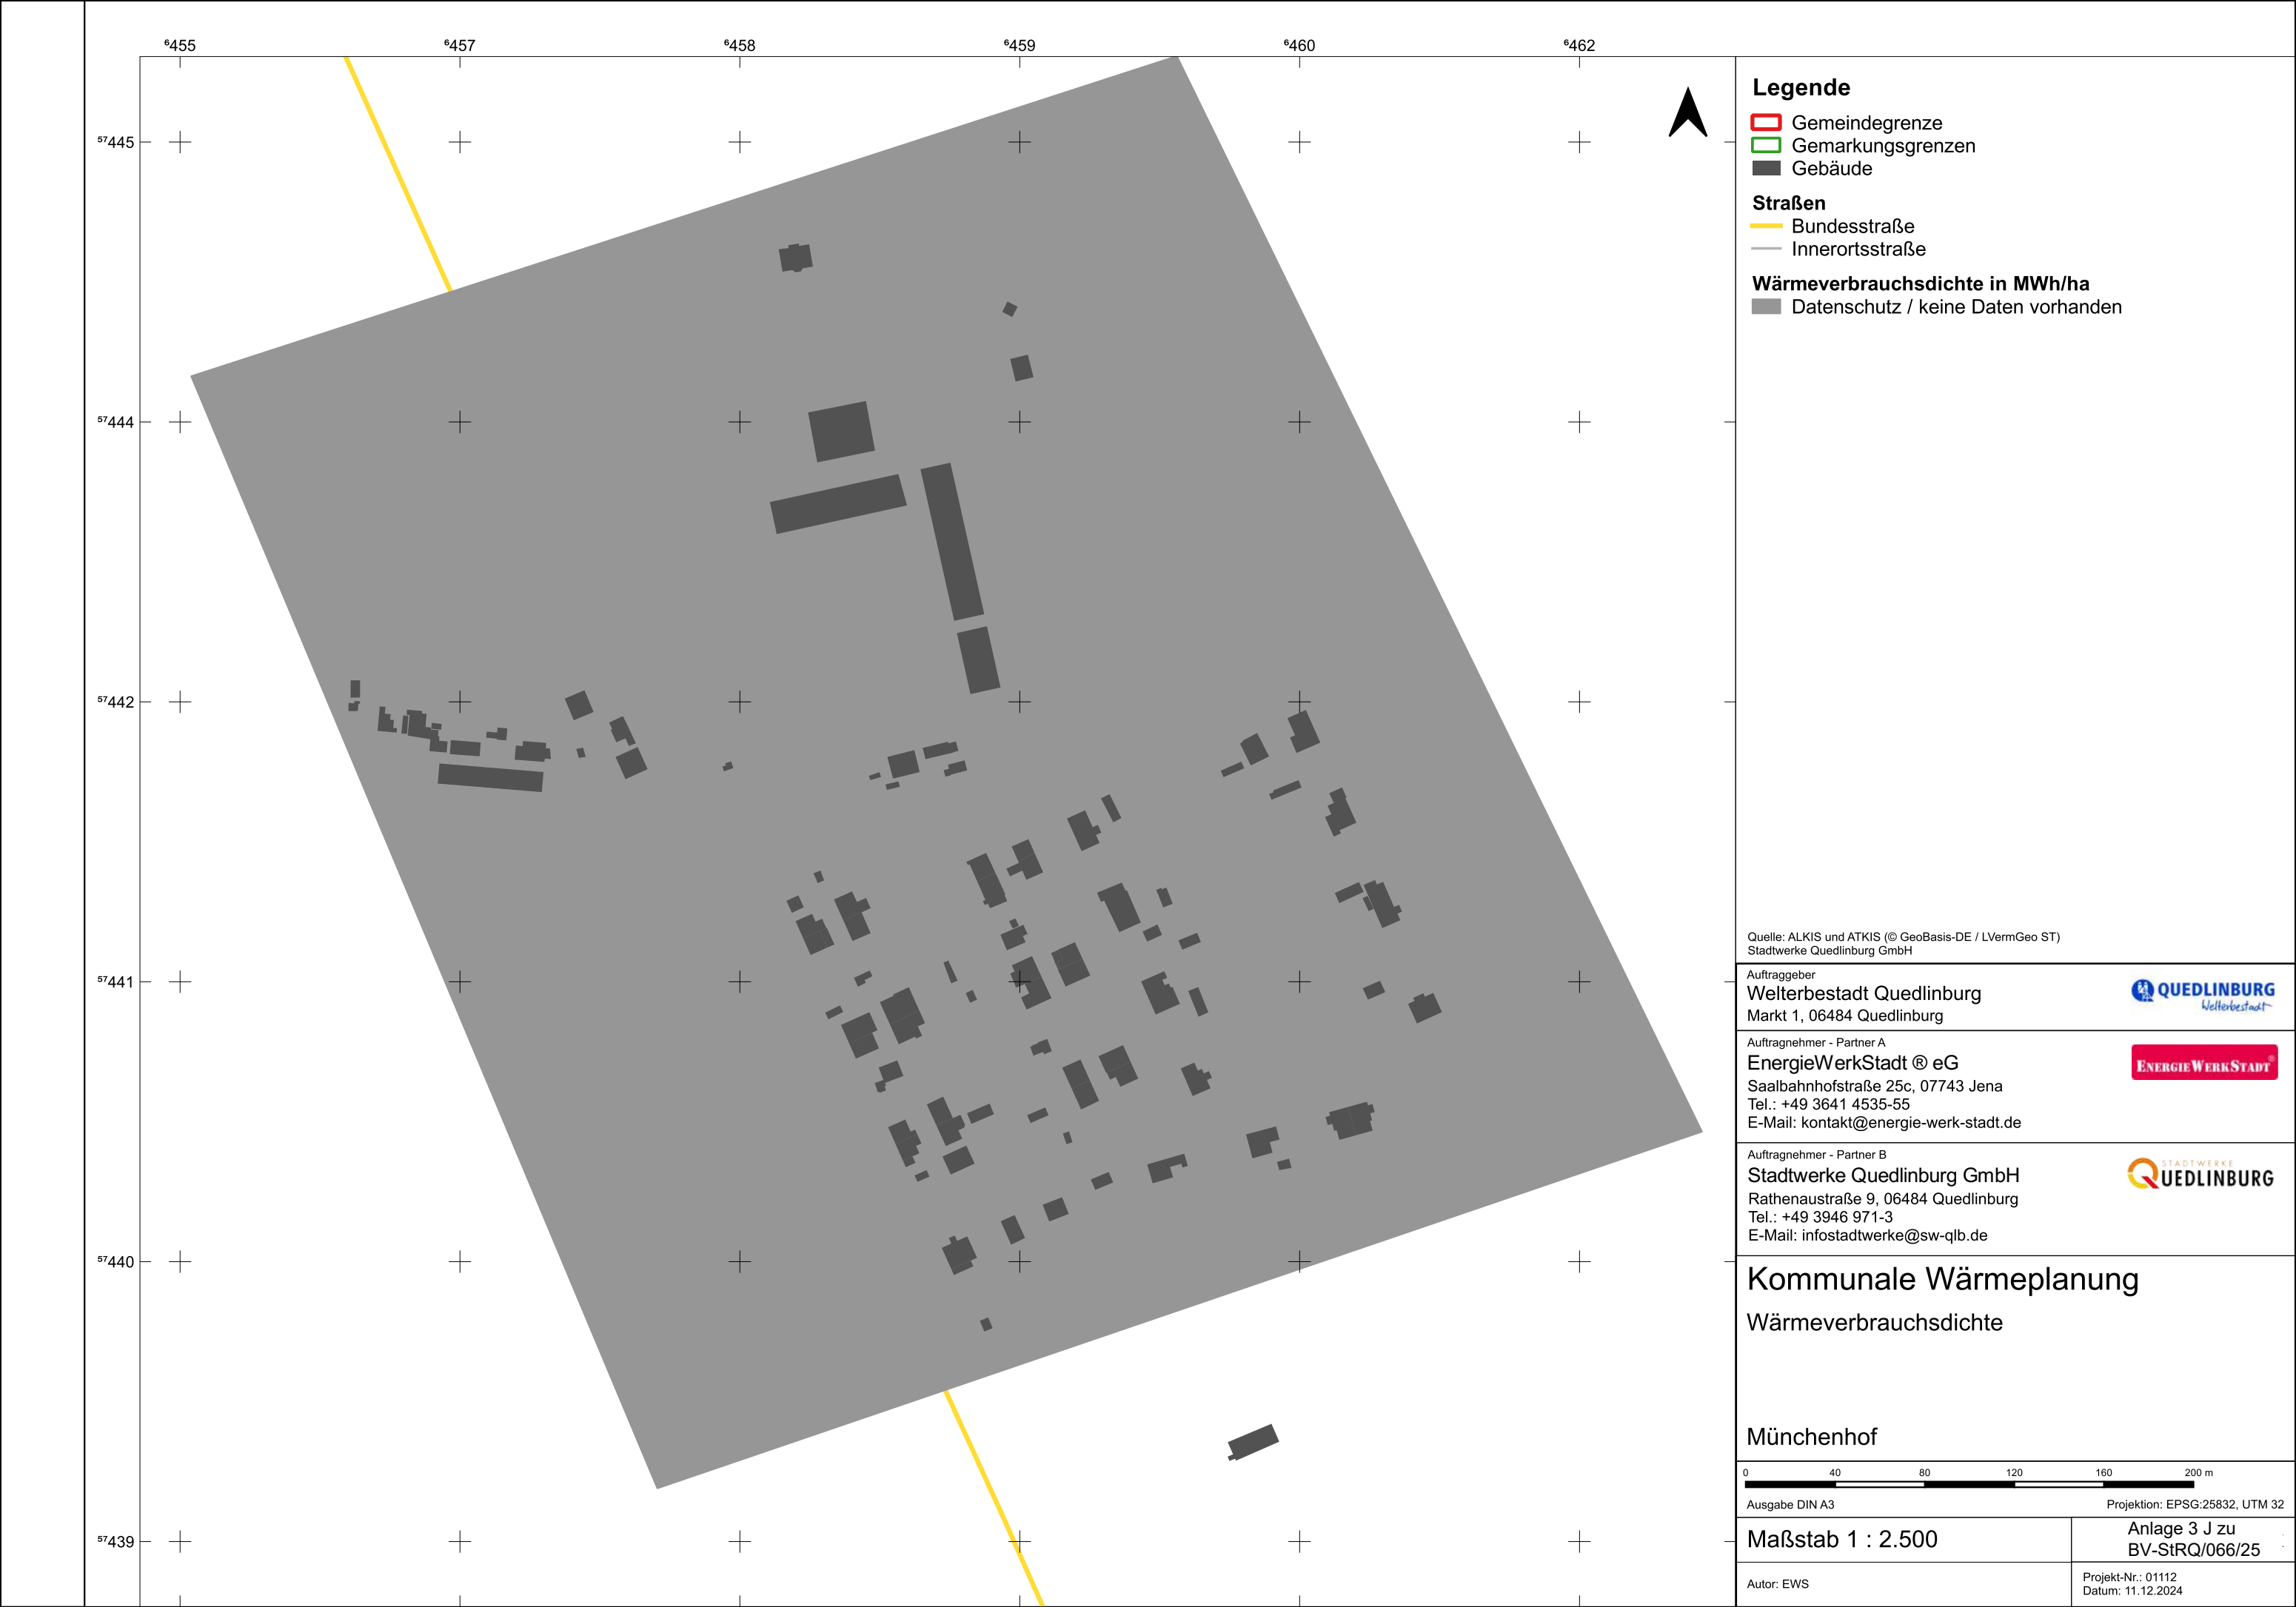 ⁶455 ⁶457 ⁶458 ⁶459 ⁶460 ⁶462
⁵⁷445
⁵⁷444
⁵⁷442
⁵⁷441
⁵⁷440
⁵⁷439
Legende
Gemeindegrenze
Gemarkungsgrenzen
Gebäude
Straßen
Bundesstraße
Innerortsstraße
Wärmeverbrauchsdichte in MWh/ha
Datenschutz / keine Daten vorhanden
Quelle: ALKIS und ATKIS (© GeoBasis-DE / LVermGeo ST)
Stadtwerke Quedlinburg GmbH
Auftraggeber
Welterbestadt Quedlinburg
Markt 1, 06484 Quedlinburg
QUEDLINBURG
Welterbestadt
Auftragnehmer - Partner A
EnergieWerkStadt ® eG
Saalbahnhofstraße 25c, 07743 Jena
Tel.: +49 3641 4535-55
E-Mail: kontakt@energie-werk-stadt.de
ENERGIEWERKSTADT®
Auftragnehmer - Partner B
Stadtwerke Quedlinburg GmbH
Rathenaustraße 9, 06484 Quedlinburg
Tel.: +49 3946 971-3
E-Mail: infostadtwerke@sw-qlb.de
STADTWERKE
QUEDLINBURG
Kommunale Wärmeplanung
Wärmeverbrauchsdichte
Münchenhof
0 40 80 120 160 200 m
Ausgabe DIN A3 Projektion: EPSG:25832, UTM 32
Maßstab 1 : 2.500
Anlage 3 J zu
BV-StRQ/066/25
Autor: EWS
Projekt-Nr.: 01112
Datum: 11.12.2024